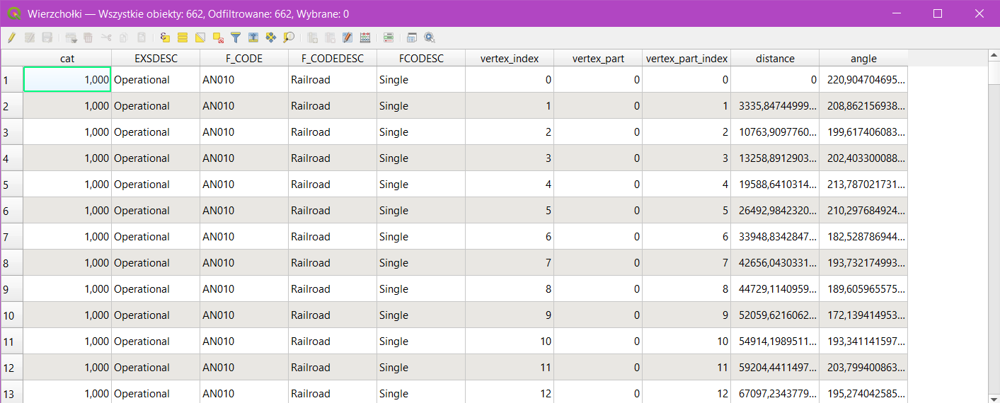 Wierzchołki — Wszystkie obiekty: 662, Odfiltrowane: 662, Wybrane: 0
cat EXSDESC F_CODE F_CODEDESC FCODESC vertex_index vertex_part vertex_part_index distance angle
1 1,000 Operational AN010 Railroad Single 0 0 0 0 220,904704695...
2 1,000 Operational AN010 Railroad Single 1 0 1 3335,84744999... 208,862156938...
3 1,000 Operational AN010 Railroad Single 2 0 2 10763,9097760... 199,617406083...
4 1,000 Operational AN010 Railroad Single 3 0 3 13258,8912903... 202,403300088...
5 1,000 Operational AN010 Railroad Single 4 0 4 19588,6410314... 213,787021731...
6 1,000 Operational AN010 Railroad Single 5 0 5 26492,9842320... 210,297684924...
7 1,000 Operational AN010 Railroad Single 6 0 6 33948,8342847... 182,528786944...
8 1,000 Operational AN010 Railroad Single 7 0 7 42656,0430331... 193,732174993...
9 1,000 Operational AN010 Railroad Single 8 0 8 44729,1140959... 189,605965575...
10 1,000 Operational AN010 Railroad Single 9 0 9 52059,6216062... 172,139414953...
11 1,000 Operational AN010 Railroad Single 10 0 10 54914,1989511... 193,341141597...
12 1,000 Operational AN010 Railroad Single 11 0 11 59204,4411497... 203,799400863...
13 1,000 Operational AN010 Railroad Single 12 0 12 67097,2343779... 195,274042585...